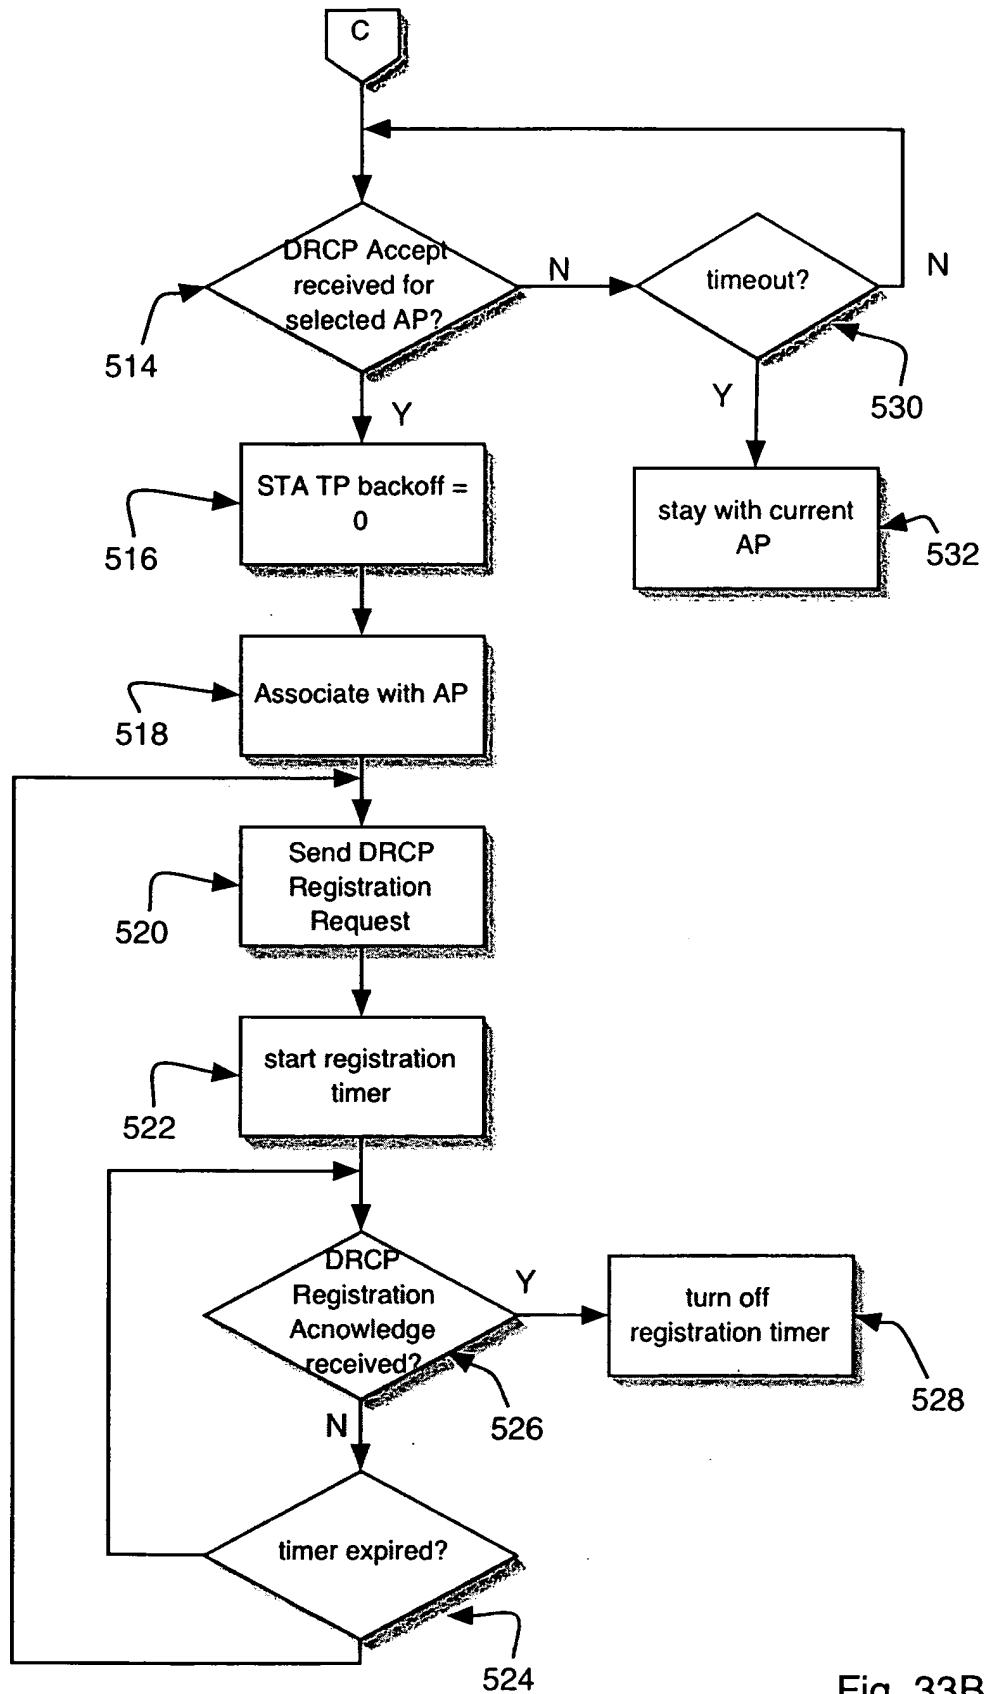 C
DRCP Accept
received for
selected AP?
N
timeout?
N
514
530
Y
Y
STA TP backoff =
0
stay with current
AP
516
532
Associate with AP
518
Send DRCP
Registration
Request
520
start registration
timer
522
DRCP
Registration
Acnowledge
received?
Y
turn off
registration timer
526
528
N
timer expired?
524
Fig. 33B